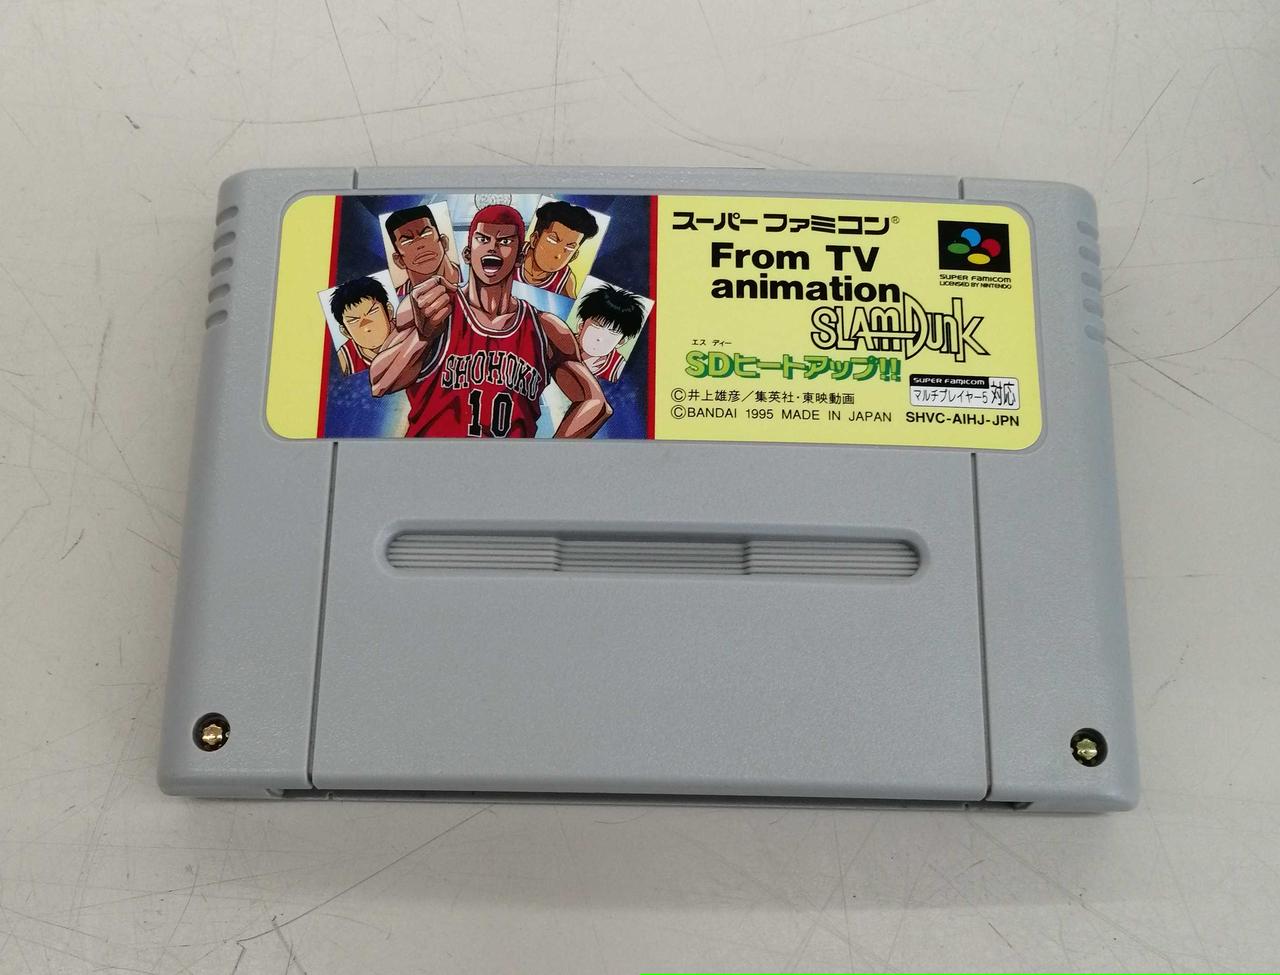 スーパーファミコン®
From TV
animation
SLAMDUNK
エスディー
SDヒートアップ!!
©井上雄彦/集英社・東映動画
©BANDAI 1995 MADE IN JAPAN
SUPER FAMICOM
LICENSED BY NINTENDO
SUPER FAMICOM
マルチプレイヤー5 対応
SHVC-AIHJ-JPN
SHOHOKU
10